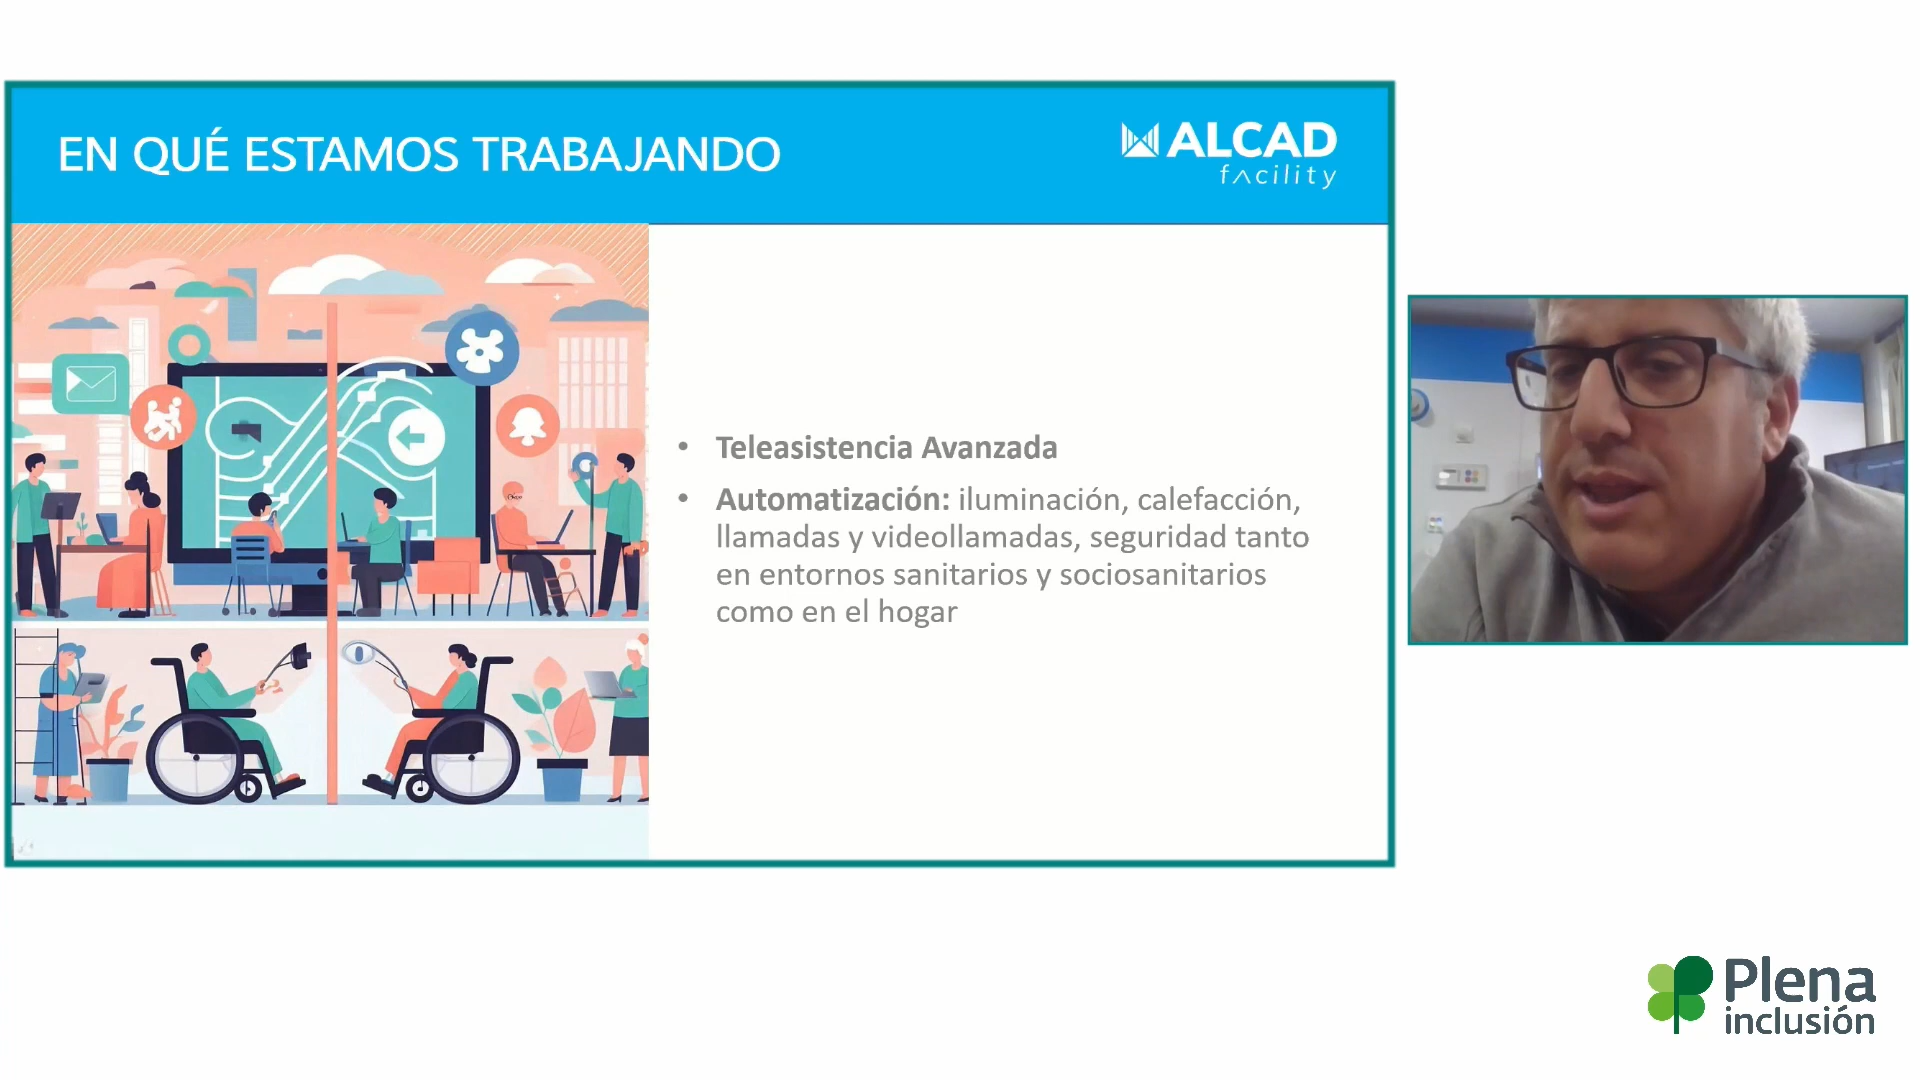 EN QUÉ ESTAMOS TRABAJANDO
ALCAD
facility
• Teleasistencia Avanzada
• Automatización: iluminación, calefacción,
llamadas y videollamadas, seguridad tanto
en entornos sanitarios y sociosanitarios
como en el hogar
Plena
inclusión